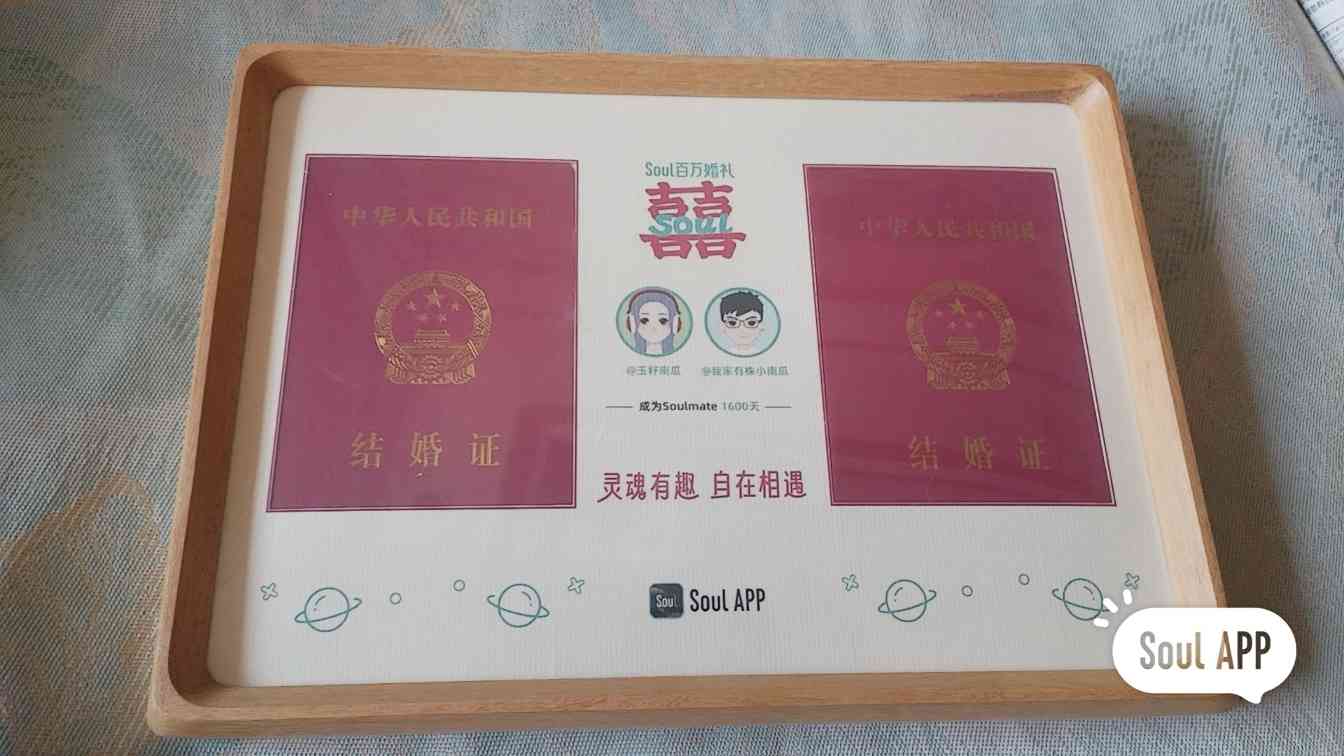 中华人民共和国
结婚证
Soul百万婚礼
囍
Soul
@玉籽南瓜
@我家有株小南瓜
成为Soulmate 1600天
灵魂有趣 自在相遇
Soul
Soul APP
中华人民共和国
结婚证
Soul APP